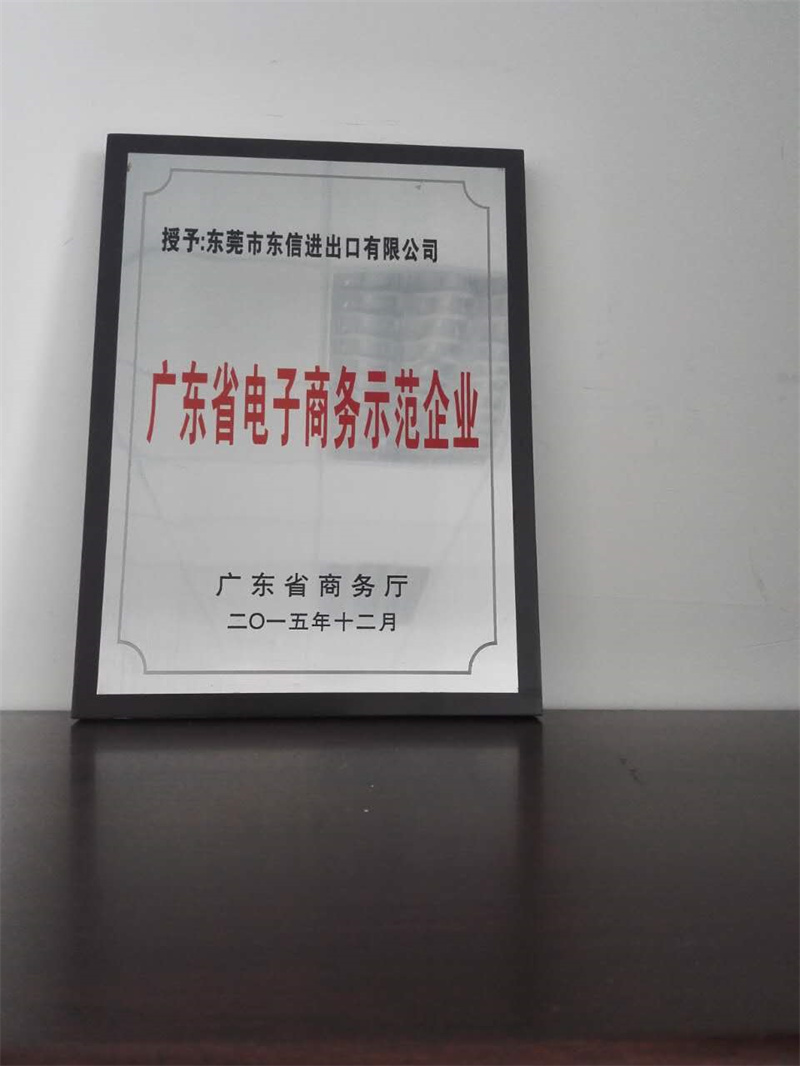 授予:东莞市东信进出口有限公司
广东省电子商务示范企业
广东省商务厅
二〇一五年十二月